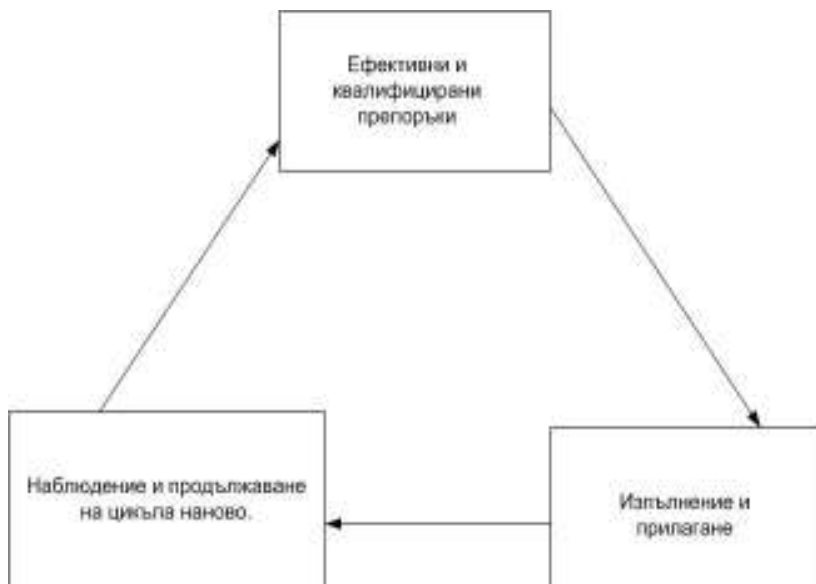 Ефективни и
квалифицирани
препоръки
Наблюдение и продължаване
на цикъла наново.
Изпълнение и
прилагане